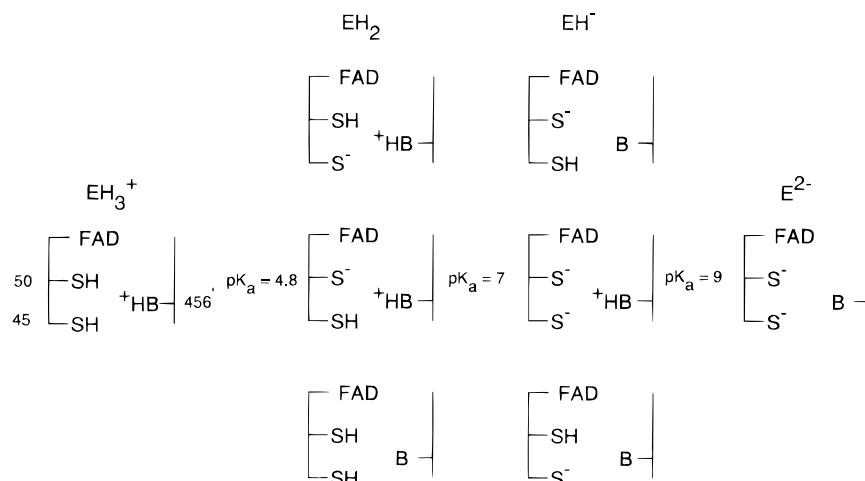 EH₂ EH⁻
FAD FAD
SH S⁻
S⁻ ⁺HB SH B
EH₃⁺ E²⁻
FAD FAD FAD FAD
50 SH pKₐ = 4.8 S⁻ pKₐ = 7 S⁻ pKₐ = 9 S⁻
⁺HB 456' ⁺HB ⁺HB B
45 SH SH S⁻ S⁻
FAD FAD
SH SH
B B
SH S⁻